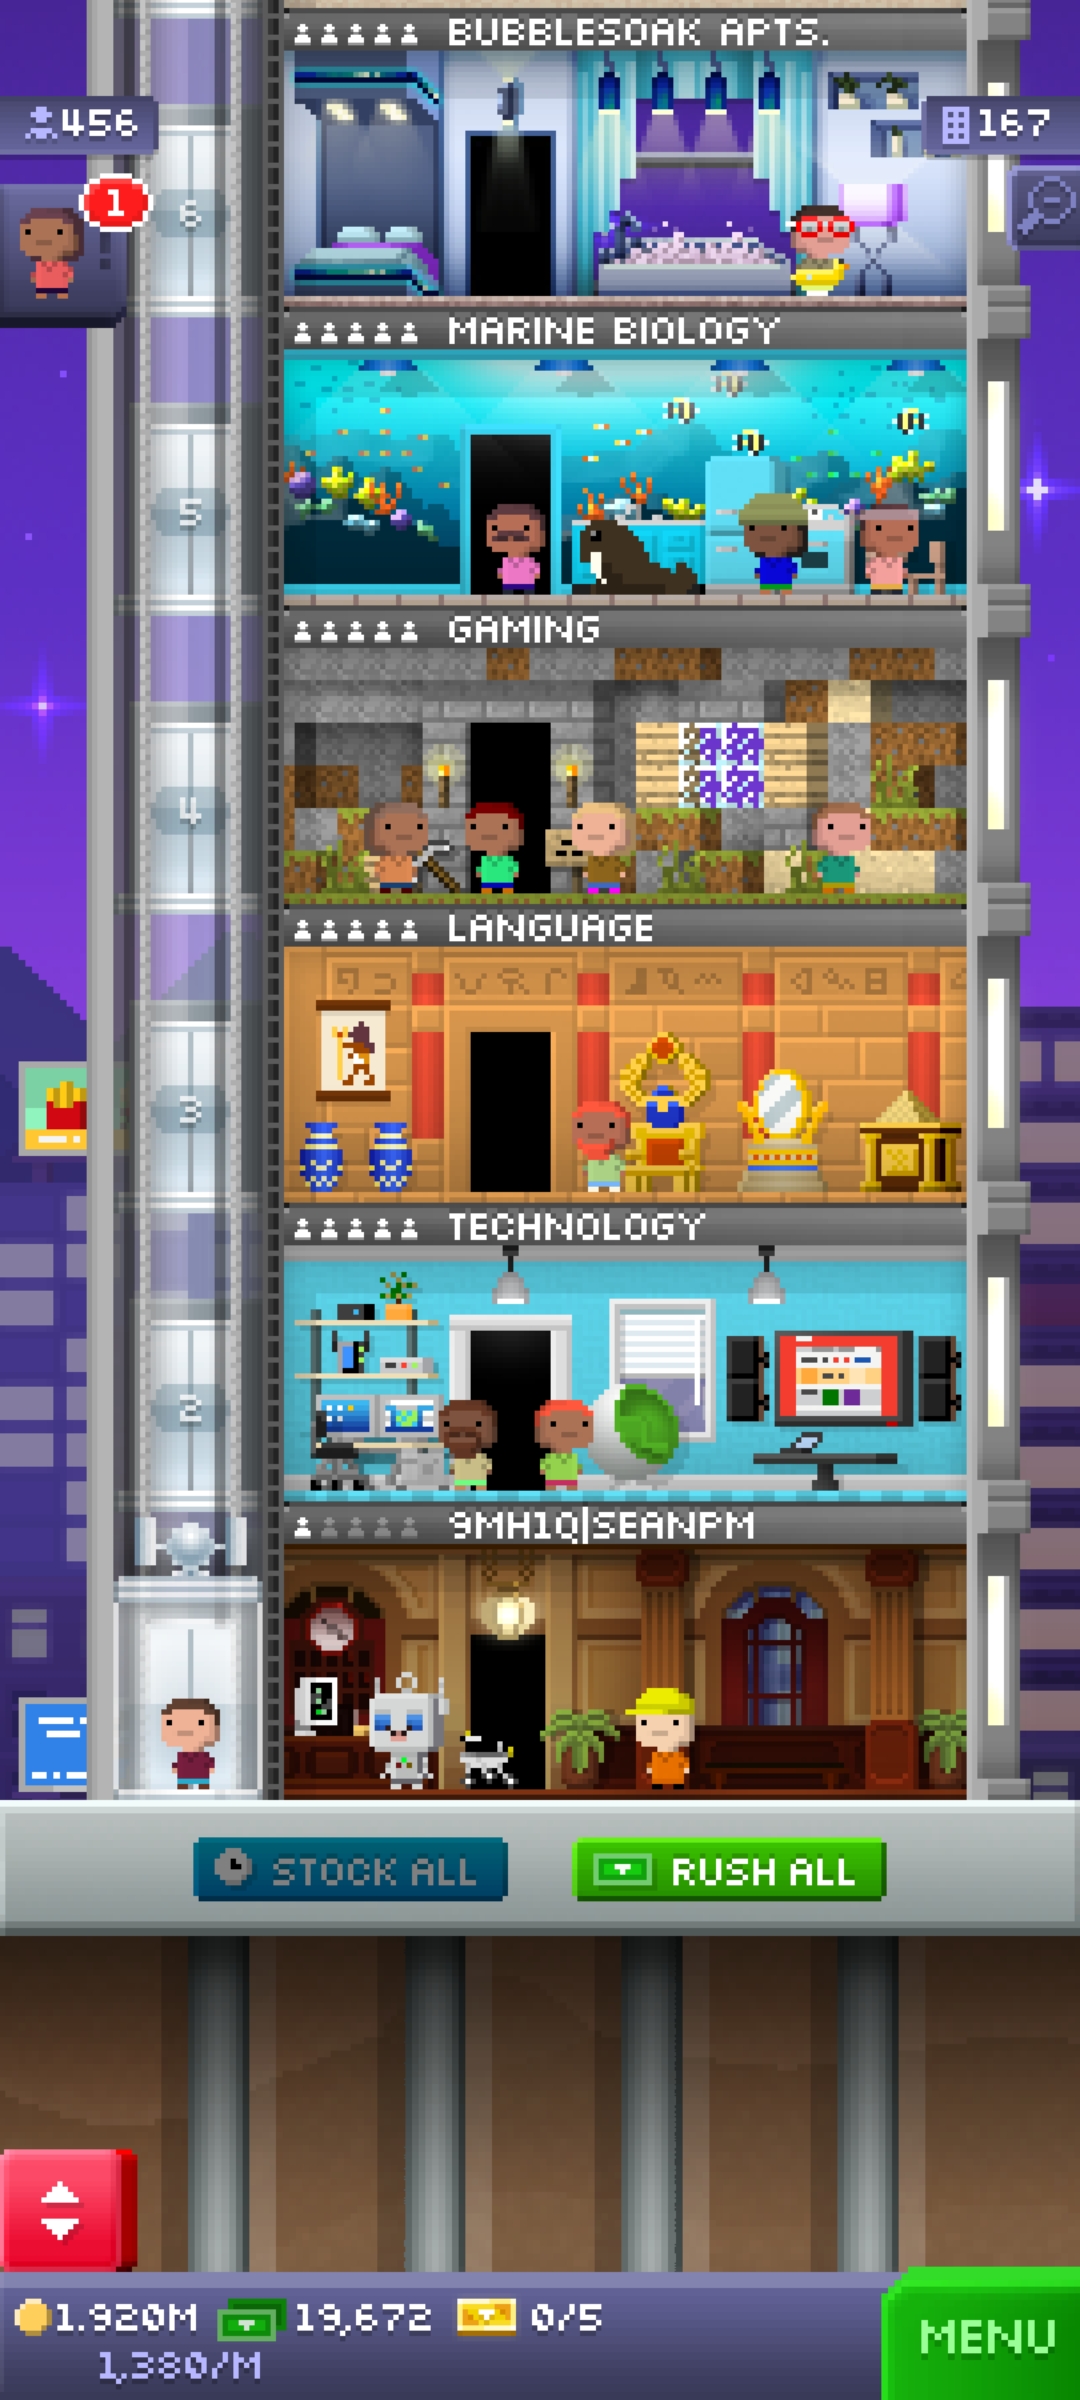 BUBBLESOAK APTS.
456
167
1
6
MARINE BIOLOGY
5
GAMING
4
LANGUAGE
3
TECHNOLOGY
2
9MH1Q|SEANPM
STOCK ALL
RUSH ALL
1.920M
19,672
0/5
1,380/M
MENU